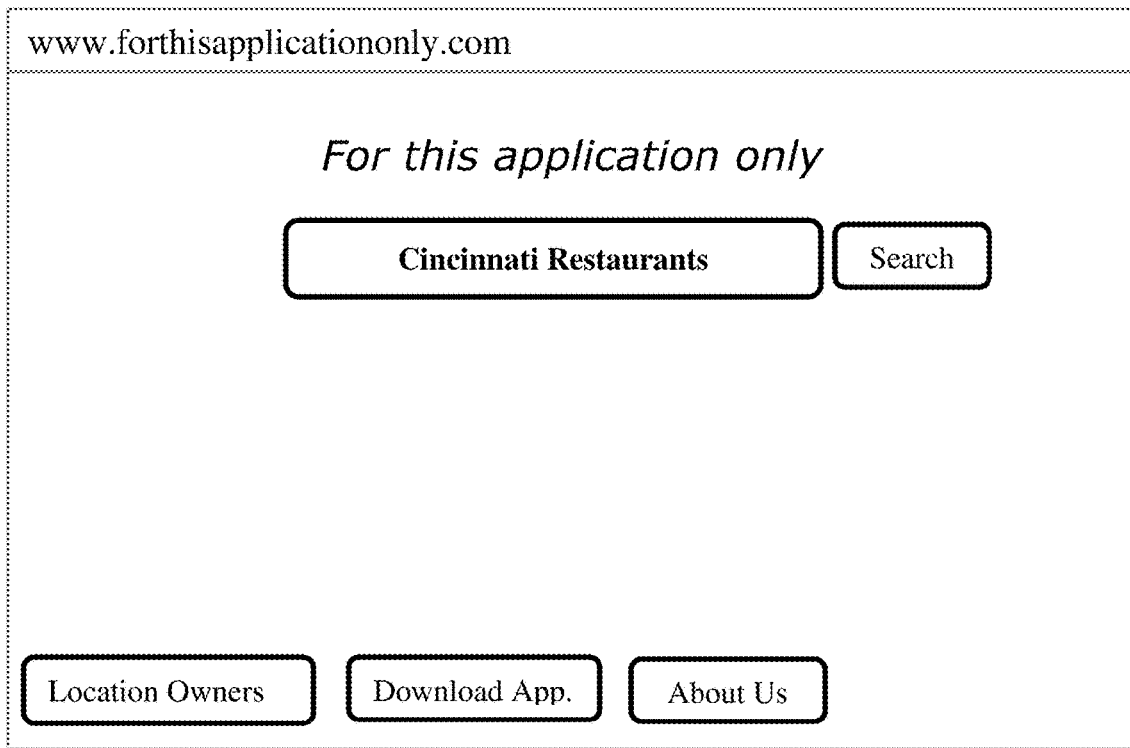 www.forthisapplicationonly.com
For this application only
Cincinnati Restaurants Search
Location Owners Download App. About Us